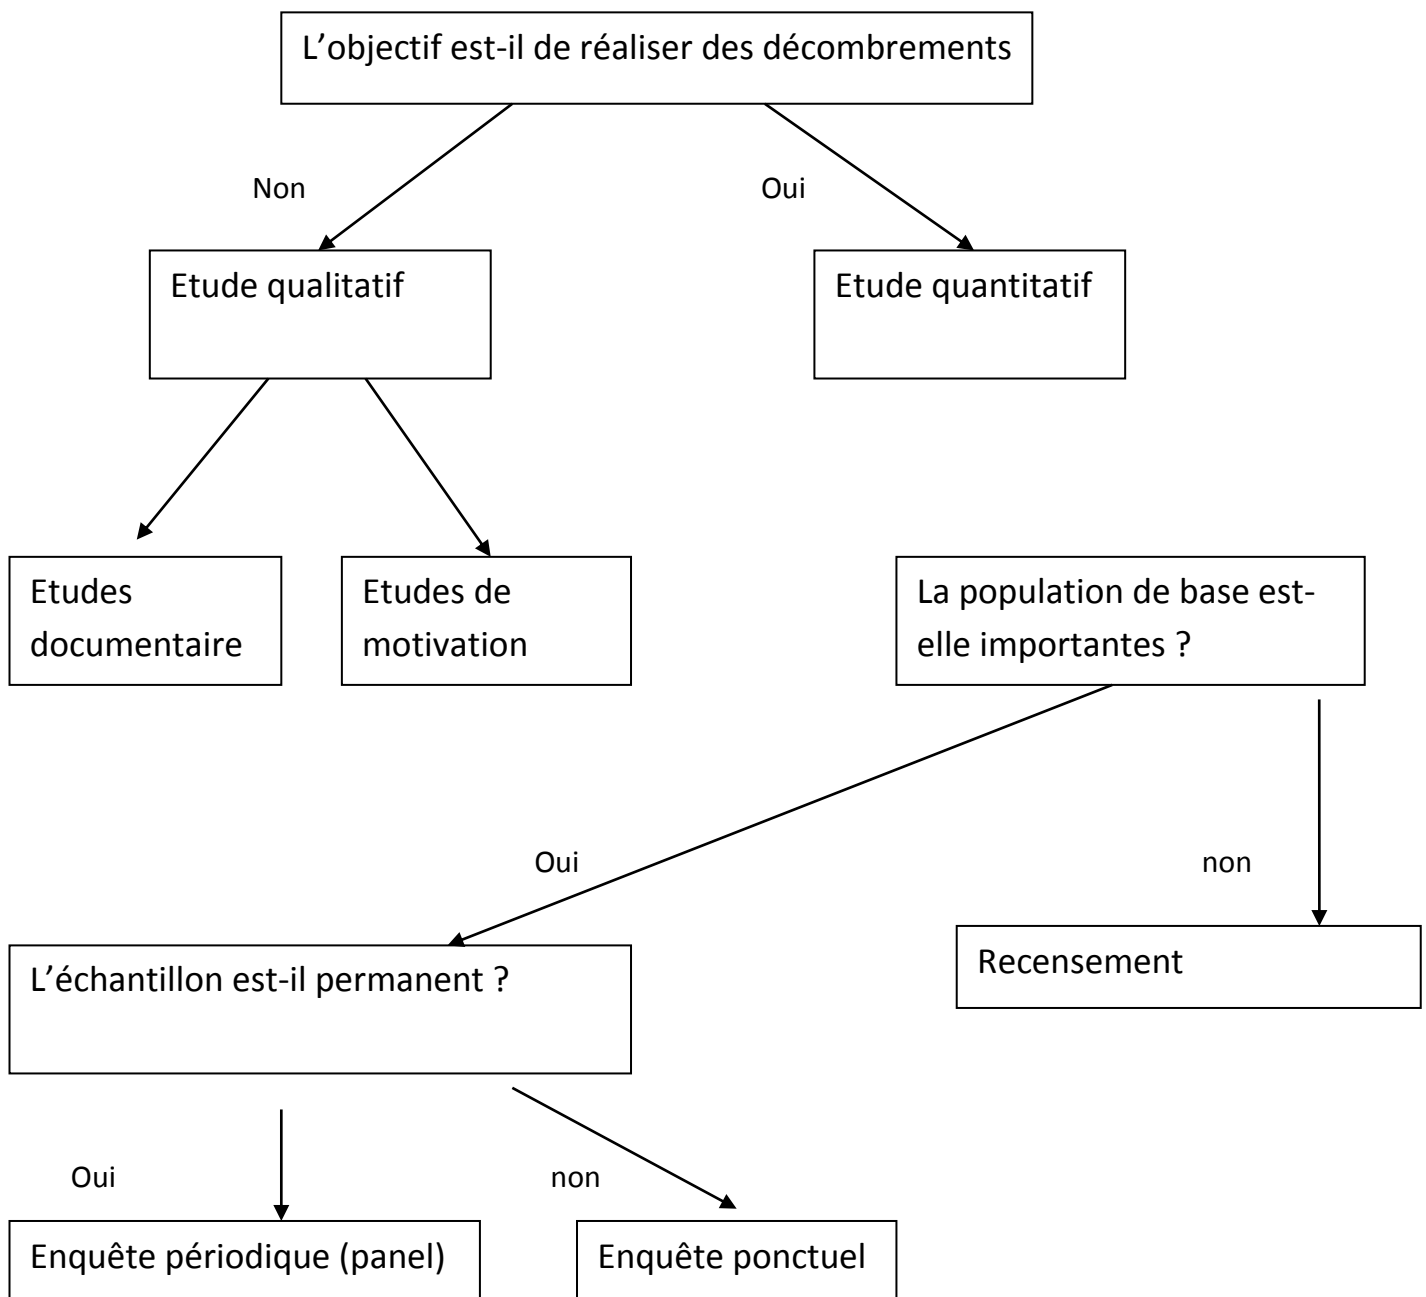 L’objectif est-il de réaliser des décombrements
Non
Oui
Etude qualitatif
Etude quantitatif
Etudes
documentaire
Etudes de
motivation
La population de base est-
elle importantes ?
Oui
non
L’échantillon est-il permanent ?
Recensement
Oui
non
Enquête périodique (panel)
Enquête ponctuel